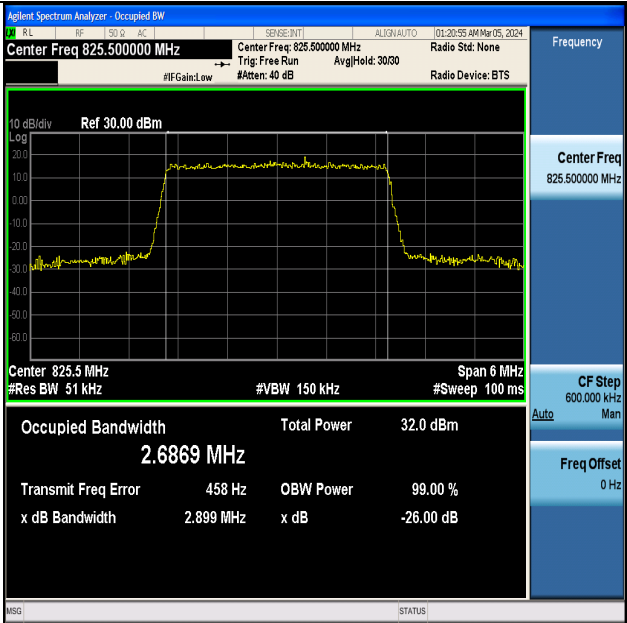 Agilent Spectrum Analyzer - Occupied BW
LXI RL RF 50 Ω AC SENSE:INT ALIGN AUTO 01:20:55 AM Mar 05, 2024
Center Freq 825.500000 MHz
Center Freq: 825.500000 MHz
Radio Std: None
Trig: Free Run Avg|Hold: 30/30
#IFGain:Low #Atten: 40 dB Radio Device: BTS
10 dB/div Ref 30.00 dBm
Log
20.0
10.0
0.00
-10.0
-20.0
-30.0
-40.0
-50.0
-60.0
Center 825.5 MHz Span 6 MHz
#Res BW 51 kHz #VBW 150 kHz #Sweep 100 ms
Occupied Bandwidth Total Power 32.0 dBm
2.6869 MHz
Transmit Freq Error 458 Hz OBW Power 99.00 %
x dB Bandwidth 2.899 MHz x dB -26.00 dB
Frequency
Center Freq
825.500000 MHz
CF Step
600.000 kHz
Auto Man
Freq Offset
0 Hz
MSG STATUS